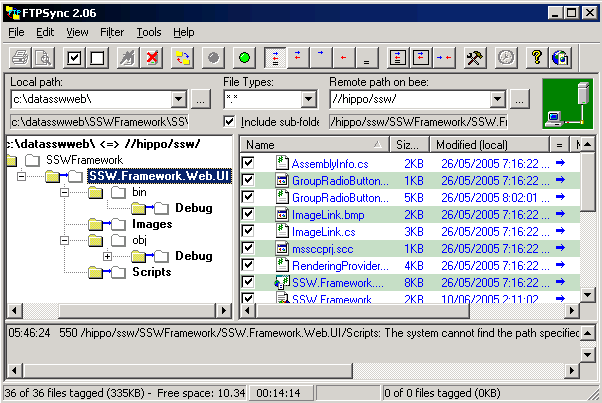 FTPSync 2.06
File Edit View Filter Tools Help
Local path: File Types: Remote path on bee:
c:\datasswweb\ ... *.* //hippo/ssw/ ...
c:\datasswweb\SSWFramework\SS Include sub-folde /hippo/ssw/SSWFramework/SSW.Fr
c:\datasswweb\ <=> //hippo/ssw/
SSWFramework
SSW.Framework.Web.UI
bin
Debug
Images
obj
Debug
Scripts
Name Siz... Modified (local) =
AssemblyInfo.cs 2KB 26/05/2005 7:16:22 ...
GroupRadioButton... 1KB 26/05/2005 7:16:22 ...
GroupRadioButton... 5KB 26/05/2005 8:02:01 ...
ImageLink.bmp 2KB 26/05/2005 7:16:22 ...
ImageLink.cs 3KB 26/05/2005 7:16:22 ...
mssccprj.scc 1KB 26/05/2005 7:16:22 ...
RenderingProvider... 4KB 26/05/2005 7:16:22 ...
SSW.Framework.... 8KB 26/05/2005 7:16:22 ...
SSW.Framework 2KB 10/06/2005 2:11:02
05:46:24 550 /hippo/ssw/SSWFramework/SSW.Framework.Web.UI/Scripts: The system cannot find the path specified
36 of 36 files tagged (335KB) - Free space: 10.34 00:14:14 0 of 0 files tagged (0KB)